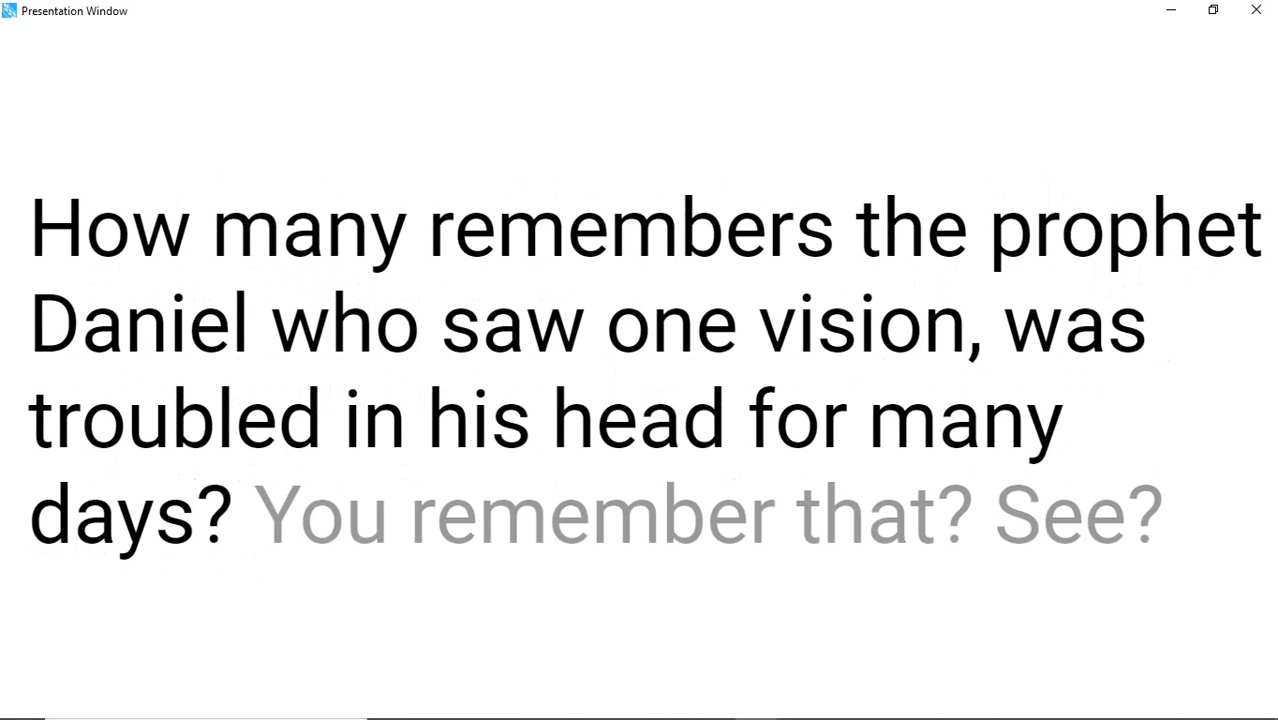 Presentation Window
How many remembers the prophet
Daniel who saw one vision, was
troubled in his head for many
days? You remember that? See?